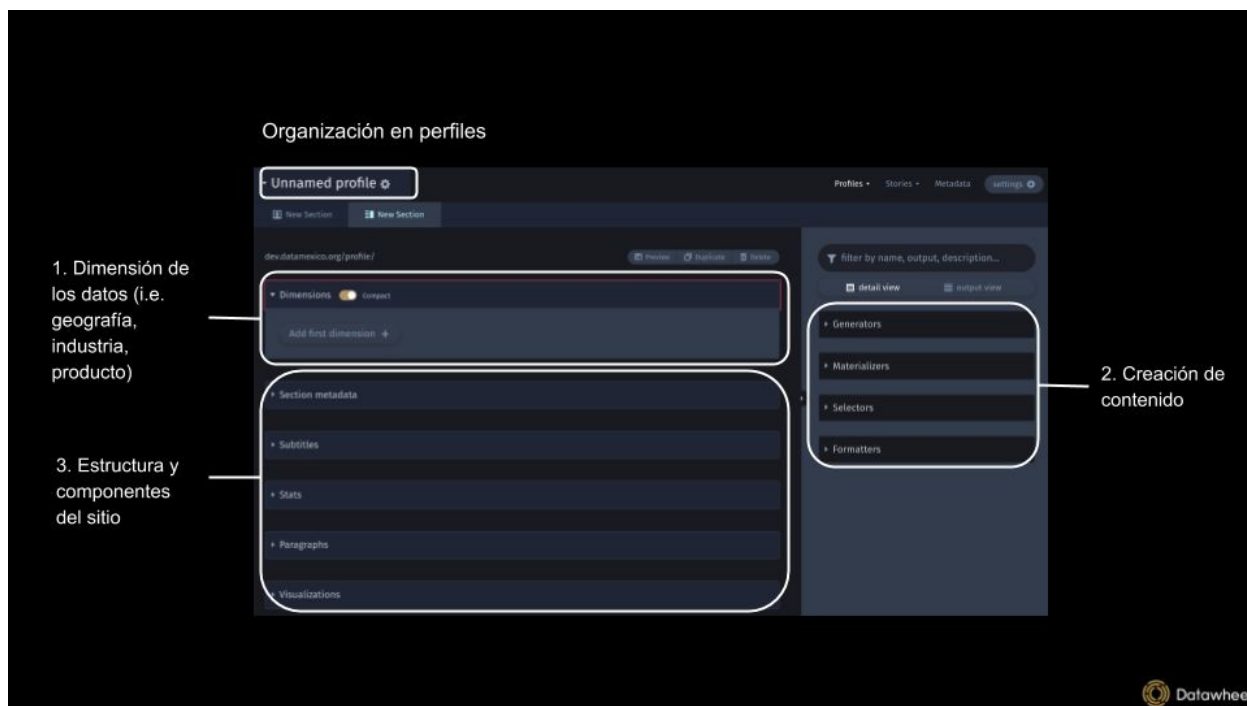 Organización en perfiles
Unnamed profile
Profiles
Stories
Metadata
settings
New Section
New Section
dev.datamexico.org/profile/
Preview
Duplicate
Delete
filter by name, output, description...
detail view
output view
1. Dimensión de
los datos (i.e.
geografía,
industria,
producto)
Dimensions
Compact
Add first dimension +
Generators
Materializers
Selectors
Formatters
2. Creación de
contenido
Section metadata
Subtitles
Stats
Paragraphs
Visualizations
3. Estructura y
componentes
del sitio
Datawhee